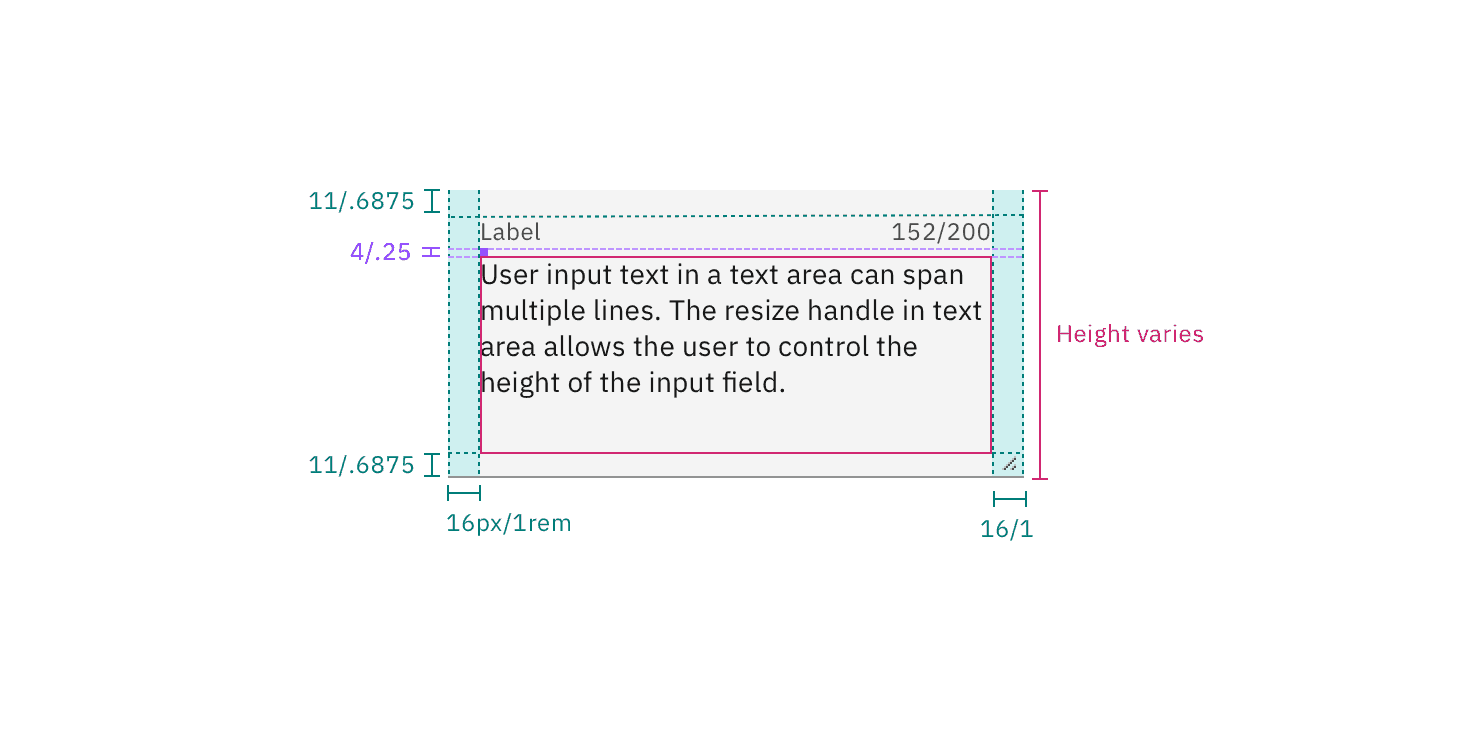 11/.6875
Label 152/200
4/.25
User input text in a text area can span
multiple lines. The resize handle in text
area allows the user to control the
height of the input field.
Height varies
11/.6875
16px/1rem
16/1